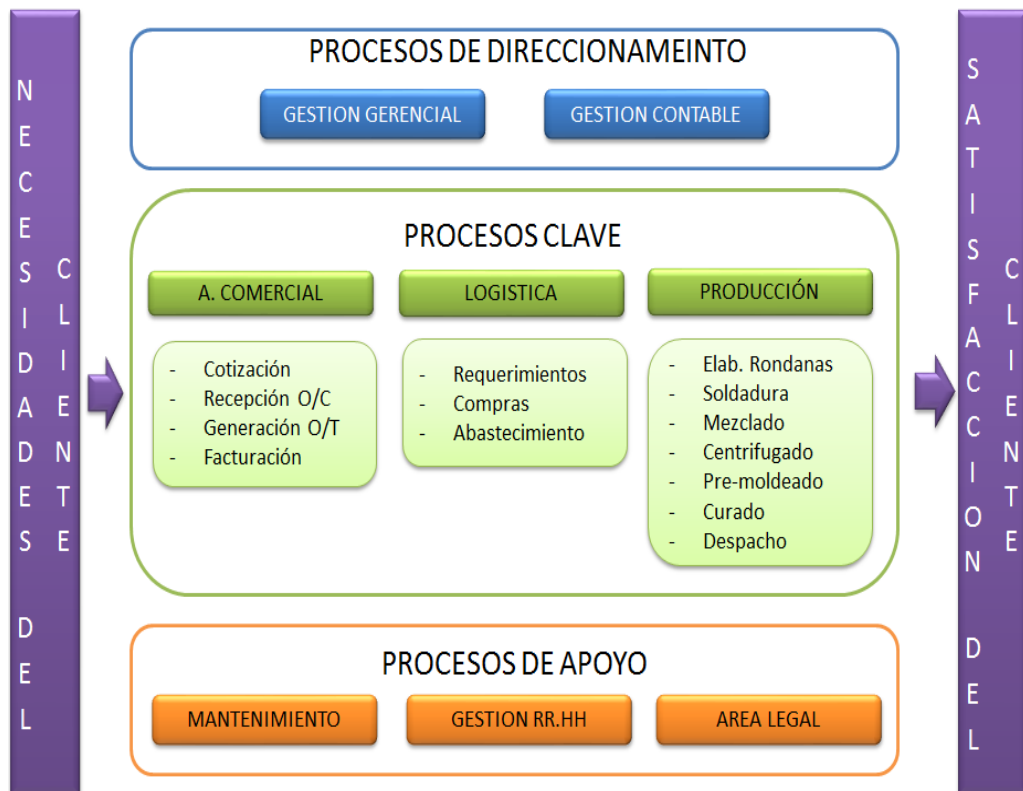 NECESIDADES DEL
CLIENTE
PROCESOS DE DIRECCIONAMEINTO
GESTION GERENCIAL
GESTION CONTABLE
PROCESOS CLAVE
A. COMERCIAL
- Cotización
- Recepción O/C
- Generación O/T
- Facturación
LOGISTICA
- Requerimientos
- Compras
- Abastecimiento
PRODUCCIÓN
- Elab. Rondanas
- Soldadura
- Mezclado
- Centrifugado
- Pre-moldeado
- Curado
- Despacho
PROCESOS DE APOYO
MANTENIMIENTO
GESTION RR.HH
AREA LEGAL
SATISFACCION DEL
CLIENTE